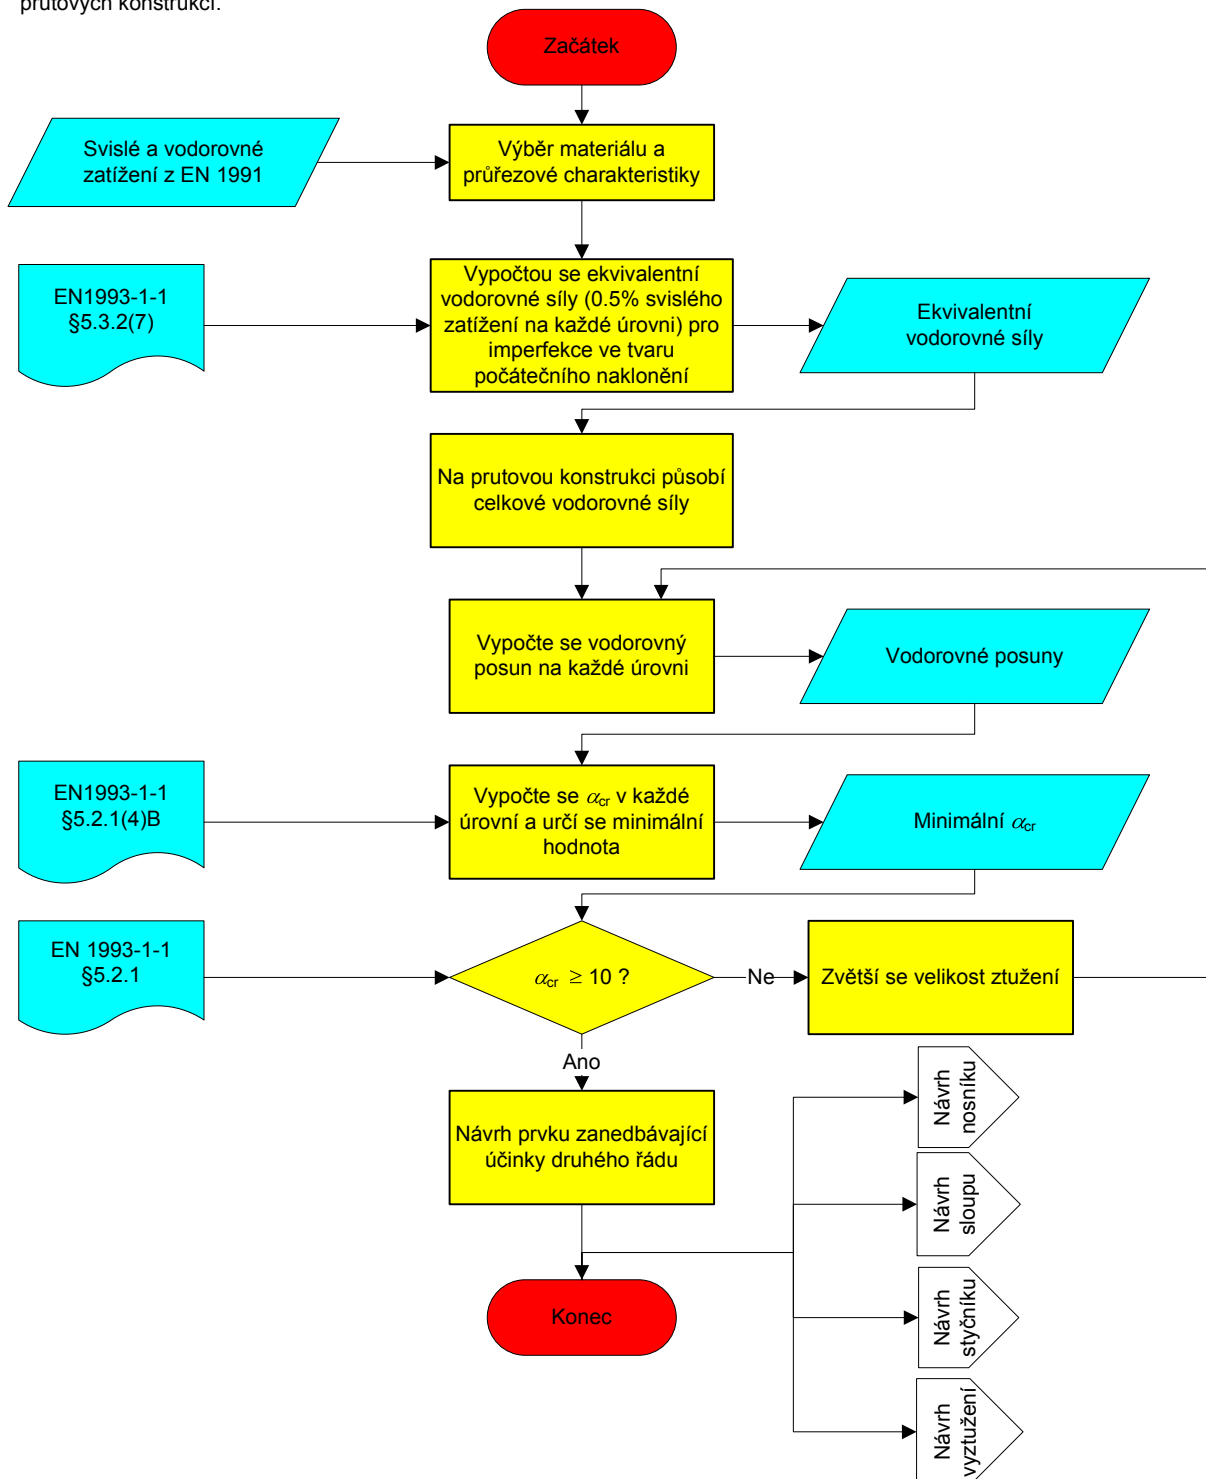 prutových konstrukcí.
Začátek
Svislé a vodorovné
zatížení z EN 1991
Výběr materiálu a
průřezové charakteristiky
EN1993-1-1
§5.3.2(7)
Vypočtou se ekvivalentní
vodorovné síly (0.5% svislého
zatížení na každé úrovni) pro
imperfekce ve tvaru
počátečního naklonění
Ekvivalentní
vodorovné síly
Na prutovou konstrukci působí
celkové vodorovné síly
Vypočte se vodorovný
posun na každé úrovni
Vodorovné posuny
EN1993-1-1
§5.2.1(4)B
Vypočte se αcr v každé
úrovní a určí se minimální
hodnota
Minimální αcr
EN 1993-1-1
§5.2.1
αcr ≥ 10 ?
Ne
Zvětší se velikost ztužení
Ano
Návrh prvku zanedbávající
účinky druhého řádu
Návrh
nosníku
Návrh
sloupu
Návrh
styčníku
Návrh
vyztužení
Konec